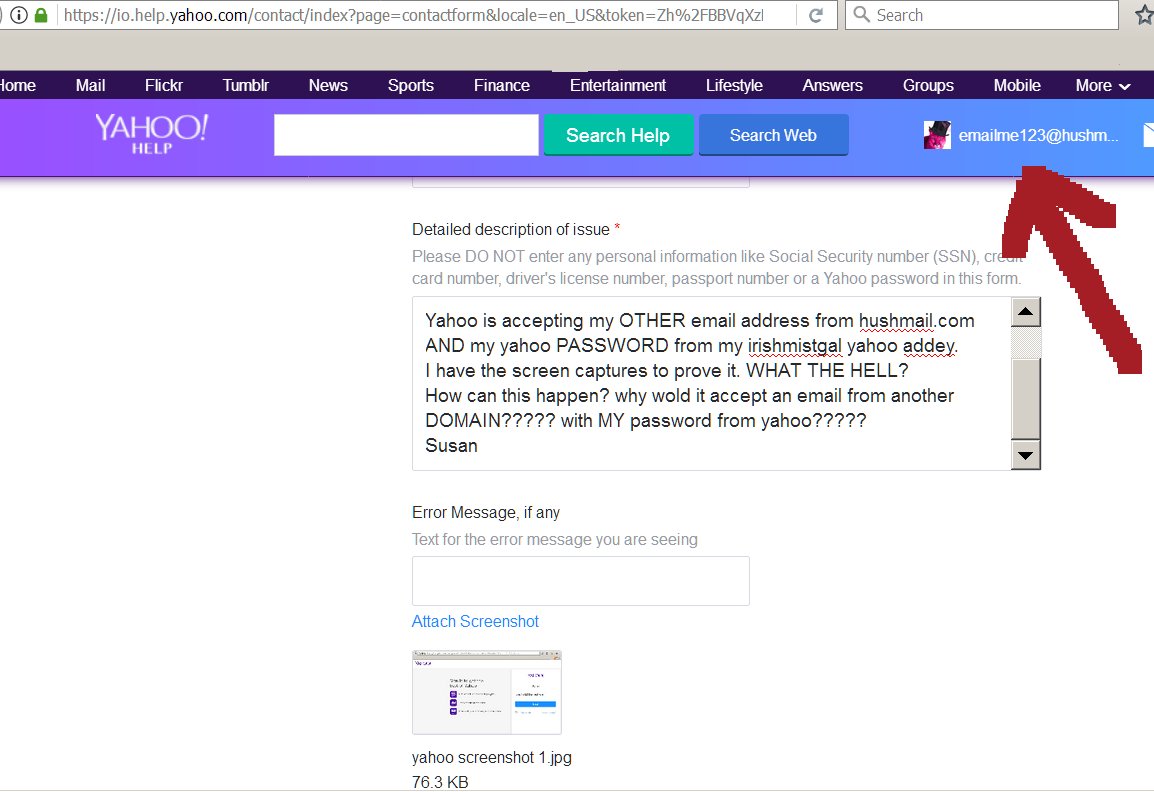 https://io.help.yahoo.com/contact/index?page=contactform&locale=en_US&token=Zh%2FBBVqXz
Search
Home Mail Flickr Tumblr News Sports Finance Entertainment Lifestyle Answers Groups Mobile More
YAHOO!
HELP
Search Help
Search Web
emailme123@hushm...
Detailed description of issue *
Please DO NOT enter any personal information like Social Security number (SSN), credit
card number, driver's license number, passport number or a Yahoo password in this form.
Yahoo is accepting my OTHER email address from hushmail.com
AND my yahoo PASSWORD from my irishmistgal yahoo addey.
I have the screen captures to prove it. WHAT THE HELL?
How can this happen? why wold it accept an email from another
DOMAIN????? with MY password from yahoo?????
Susan
Error Message, if any
Text for the error message you are seeing
Attach Screenshot
yahoo screenshot 1.jpg
76.3 KB